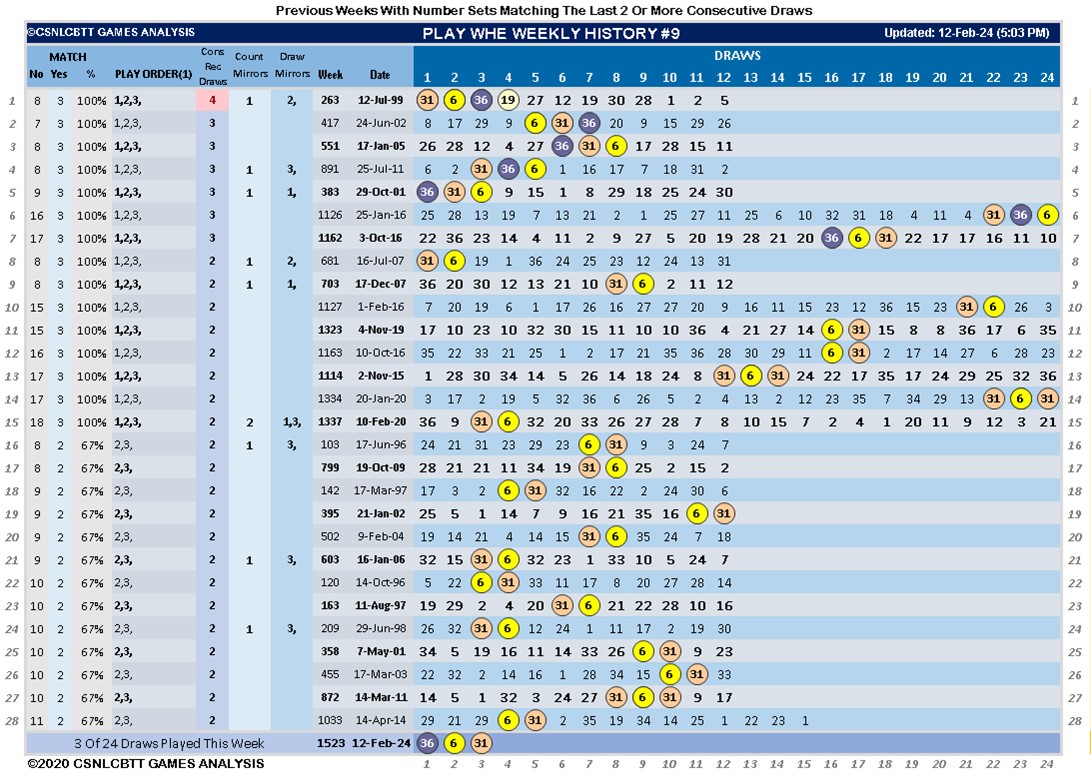 Previous Weeks With Number Sets Matching The Last 2 Or More Consecutive Draws
©CSNLCBTT GAMES ANALYSIS PLAY WHE WEEKLY HISTORY #9 Updated: 12-Feb-24 (5:03 PM)
MATCH Cons Count Draw DRAWS
No Yes % PLAY ORDER(1) Rec Draws Mirrors Mirrors Week Date 1 2 3 4 5 6 7 8 9 10 11 12 13 14 15 16 17 18 19 20 21 22 23 24
1 8 3 100% 1,2,3, 4 1 2, 263 12-Jul-99 31 6 36 19 27 12 19 30 28 1 2 5 1
2 7 3 100% 1,2,3, 3 417 24-Jun-02 8 17 29 9 6 31 36 20 9 15 29 26 2
3 8 3 100% 1,2,3, 3 551 17-Jan-05 26 28 12 4 27 36 31 6 17 28 15 11 3
4 8 3 100% 1,2,3, 3 1 3, 891 25-Jul-11 6 2 31 36 6 1 16 17 7 18 31 2 4
5 9 3 100% 1,2,3, 3 1 1, 383 29-Oct-01 36 31 6 9 15 1 8 29 18 25 24 30 5
6 16 3 100% 1,2,3, 3 1126 25-Jan-16 25 28 13 19 7 13 21 2 1 25 27 11 25 6 10 32 31 18 4 11 4 31 36 6 6
7 17 3 100% 1,2,3, 3 1162 3-Oct-16 22 36 23 14 4 11 2 9 27 5 20 19 28 21 20 36 6 31 22 17 17 16 11 10 7
8 8 3 100% 1,2,3, 2 1 2, 681 16-Jul-07 31 6 19 1 36 24 25 23 12 24 13 31 8
9 8 3 100% 1,2,3, 2 1 1, 703 17-Dec-07 36 20 30 12 13 21 10 31 6 2 11 12 9
10 15 3 100% 1,2,3, 2 1127 1-Feb-16 7 20 19 6 1 17 26 16 27 27 20 9 16 11 15 23 12 36 18 15 31 6 26 3 10
11 15 3 100% 1,2,3, 2 1323 4-Nov-19 17 10 23 10 32 30 15 11 10 10 36 4 21 27 14 6 31 15 8 8 36 17 6 35 11
12 16 3 100% 1,2,3, 2 1163 10-Oct-16 35 22 33 21 25 1 2 17 21 35 36 28 30 29 11 6 31 2 17 14 27 6 28 23 12
13 17 3 100% 1,2,3, 2 1114 2-Nov-15 1 28 30 34 14 5 26 14 18 24 8 31 6 31 24 22 17 35 17 24 29 25 32 36 13
14 17 3 100% 1,2,3, 2 1334 20-Jan-20 3 17 2 19 5 32 36 6 26 5 2 4 13 2 12 23 35 7 34 29 13 31 6 31 14
15 18 3 100% 1,2,3, 2 2 1,3, 1337 10-Feb-20 36 9 31 6 32 20 33 26 27 28 7 8 10 15 7 2 4 1 20 11 9 12 3 21 15
16 8 2 67% 2,3, 2 1 3, 103 17-Jun-96 24 21 31 23 29 23 6 31 9 3 24 7 16
17 8 2 67% 2,3, 2 799 19-Oct-09 28 21 21 11 34 19 31 6 25 2 15 2 17
18 9 2 67% 2,3, 2 142 17-Mar-97 17 3 2 6 31 32 16 22 2 24 30 6 18
19 9 2 67% 2,3, 2 395 21-Jan-02 25 5 1 14 7 9 16 21 35 16 6 31 19
20 9 2 67% 2,3, 2 502 9-Feb-04 19 14 21 4 14 15 31 6 35 24 7 18 20
21 9 2 67% 2,3, 2 1 3, 603 16-Jan-06 32 15 31 6 32 23 1 33 10 5 24 7 21
22 10 2 67% 2,3, 2 120 14-Oct-96 5 22 6 31 33 11 17 8 20 27 28 14 22
23 10 2 67% 2,3, 2 163 11-Aug-97 19 29 2 4 20 31 6 21 22 28 10 16 23
24 10 2 67% 2,3, 2 1 3, 209 29-Jun-98 26 32 31 6 12 24 1 11 17 2 19 30 24
25 10 2 67% 2,3, 2 358 7-May-01 34 5 19 16 11 14 33 26 6 31 9 23 25
26 10 2 67% 2,3, 2 455 17-Mar-03 22 32 2 14 16 1 26 28 15 6 31 33 26
27 10 2 67% 2,3, 2 872 14-Mar-11 14 5 1 32 3 24 27 31 6 31 9 17 27
28 11 2 67% 2,3, 2 1033 14-Apr-14 29 21 29 6 31 2 35 19 34 14 25 1 22 23 1 28
3 Of 24 Draws Played This Week 1523 12-Feb-24 36 6 31
©2020 CSNLCBTT GAMES ANALYSIS 1 2 3 4 5 6 7 8 9 10 11 12 13 14 15 16 17 18 19 20 21 22 23 24